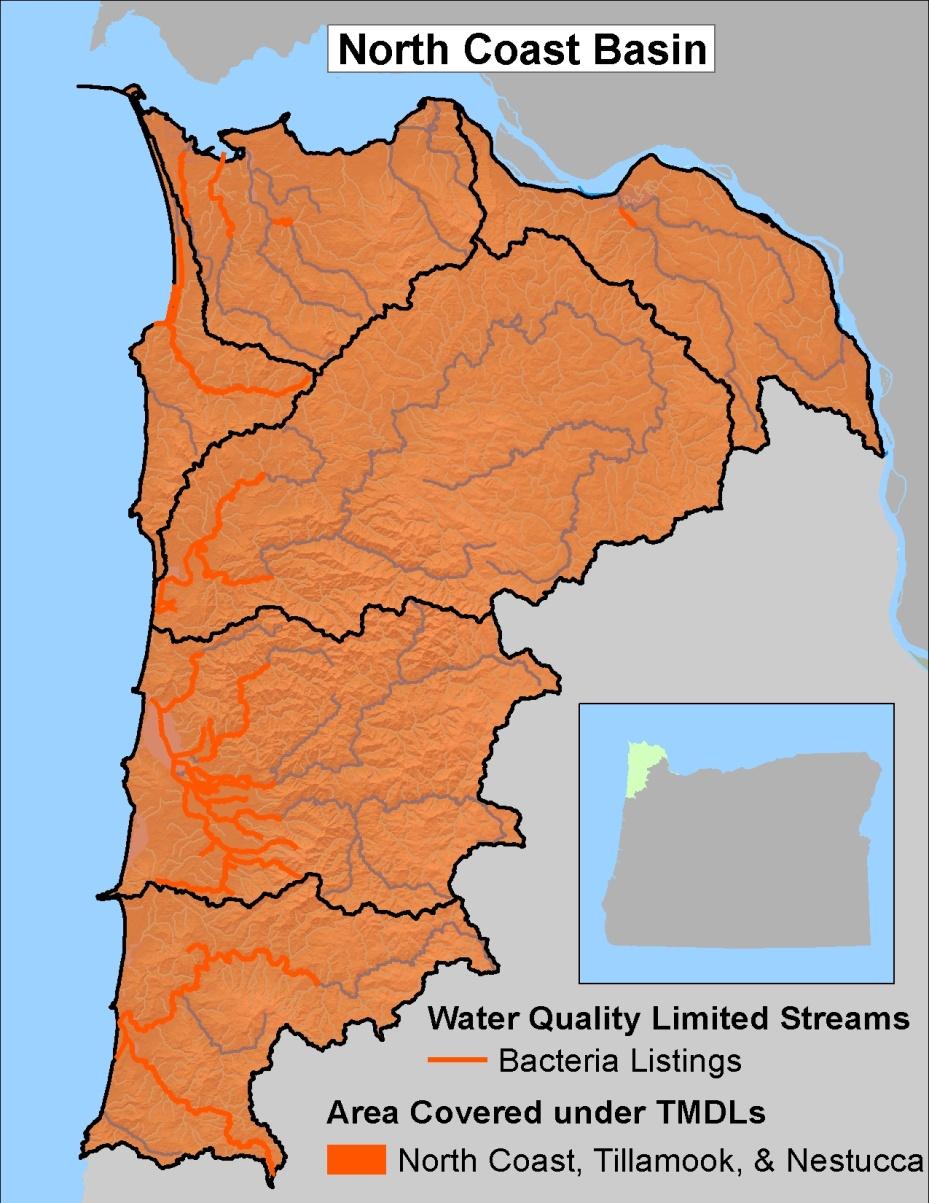 North Coast Basin
Water Quality Limited Streams
Bacteria Listings
Area Covered under TMDLs
North Coast, Tillamook, & Nestucca